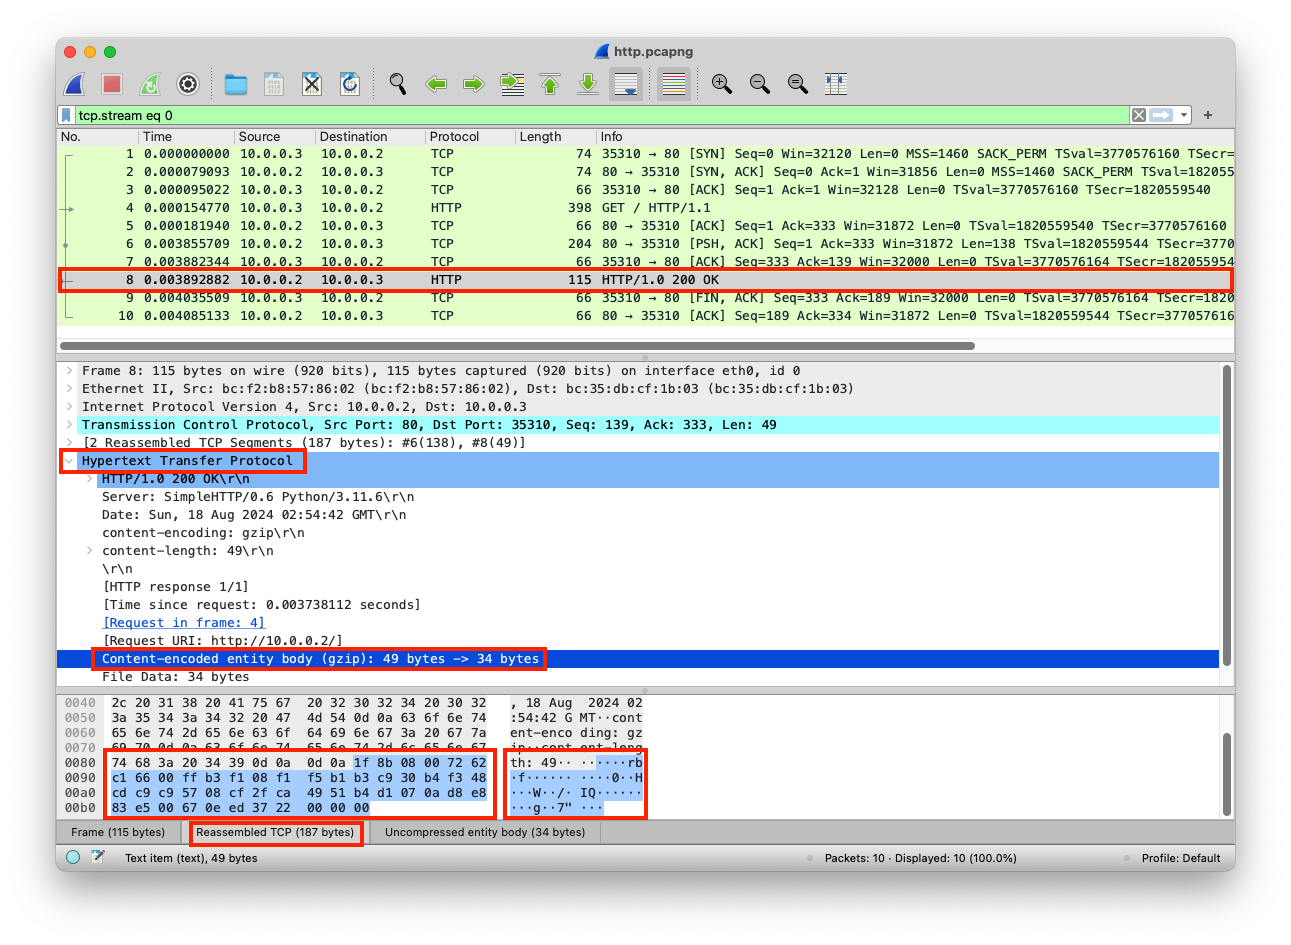 http.pcapng
tcp.stream eq 0
No. Time Source Destination Protocol Length Info
1 0.000000000 10.0.0.3 10.0.0.2 TCP 74 35310 → 80 [SYN] Seq=0 Win=32120 Len=0 MSS=1460 SACK_PERM TSval=3770576160 TSecr=
2 0.000079093 10.0.0.2 10.0.0.3 TCP 74 80 → 35310 [SYN, ACK] Seq=0 Ack=1 Win=31856 Len=0 MSS=1460 SACK_PERM TSval=182055
3 0.000095022 10.0.0.3 10.0.0.2 TCP 66 35310 → 80 [ACK] Seq=1 Ack=1 Win=32128 Len=0 TSval=3770576160 TSecr=1820559540
4 0.000154770 10.0.0.3 10.0.0.2 HTTP 398 GET / HTTP/1.1
5 0.000181940 10.0.0.2 10.0.0.3 TCP 66 80 → 35310 [ACK] Seq=1 Ack=333 Win=31872 Len=0 TSval=1820559540 TSecr=3770576160
6 0.003855709 10.0.0.2 10.0.0.3 TCP 204 80 → 35310 [PSH, ACK] Seq=1 Ack=333 Win=31872 Len=138 TSval=1820559544 TSecr=3770
7 0.003882344 10.0.0.3 10.0.0.2 TCP 66 35310 → 80 [ACK] Seq=333 Ack=139 Win=32000 Len=0 TSval=3770576164 TSecr=182055954
8 0.003892882 10.0.0.2 10.0.0.3 HTTP 115 HTTP/1.0 200 OK
9 0.004035509 10.0.0.3 10.0.0.2 TCP 66 35310 → 80 [FIN, ACK] Seq=333 Ack=189 Win=32000 Len=0 TSval=3770576164 TSecr=1820
10 0.004085133 10.0.0.2 10.0.0.3 TCP 66 80 → 35310 [ACK] Seq=189 Ack=334 Win=31872 Len=0 TSval=1820559544 TSecr=377057616
Frame 8: 115 bytes on wire (920 bits), 115 bytes captured (920 bits) on interface eth0, id 0
Ethernet II, Src: bc:f2:b8:57:86:02 (bc:f2:b8:57:86:02), Dst: bc:35:db:cf:1b:03 (bc:35:db:cf:1b:03)
Internet Protocol Version 4, Src: 10.0.0.2, Dst: 10.0.0.3
Transmission Control Protocol, Src Port: 80, Dst Port: 35310, Seq: 139, Ack: 333, Len: 49
[2 Reassembled TCP Segments (187 bytes): #6(138), #8(49)]
Hypertext Transfer Protocol
HTTP/1.0 200 OK\r\n
Server: SimpleHTTP/0.6 Python/3.11.6\r\n
Date: Sun, 18 Aug 2024 02:54:42 GMT\r\n
content-encoding: gzip\r\n
content-length: 49\r\n
\r\n
[HTTP response 1/1]
[Time since request: 0.003738112 seconds]
[Request in frame: 4]
[Request URI: http://10.0.0.2/]
Content-encoded entity body (gzip): 49 bytes -> 34 bytes
File Data: 34 bytes
0040 2c 20 31 38 20 41 75 67 20 32 30 32 34 20 30 32 , 18 Aug 2024 02
0050 3a 35 34 3a 34 32 20 47 4d 54 0d 0a 63 6f 6e 74 :54:42 G MT··cont
0060 65 6e 74 2d 65 6e 63 6f 64 69 6e 67 3a 20 67 7a ent-enco ding: gz
0070 69 70 0d 0a 63 6f 6e 74 65 6e 74 2d 6c 65 6e 67 ip··cont ent-leng
0080 74 68 3a 20 34 39 0d 0a 0d 0a 1f 8b 08 00 72 62 th: 49·· ······rb
0090 c1 66 00 ff b3 f1 08 f1 f5 b1 b3 c9 30 b4 f3 48 ·f······ ····0··H
00a0 cd c9 c9 57 08 cf 2f ca 49 51 b4 d1 07 0a d8 e8 ···W··/· IQ······
00b0 83 e5 00 67 0e ed 37 22 00 00 00 ···g··7" ···
Frame (115 bytes) Reassembled TCP (187 bytes) Uncompressed entity body (34 bytes)
Text item (text), 49 bytes Packets: 10 · Displayed: 10 (100.0%) Profile: Default